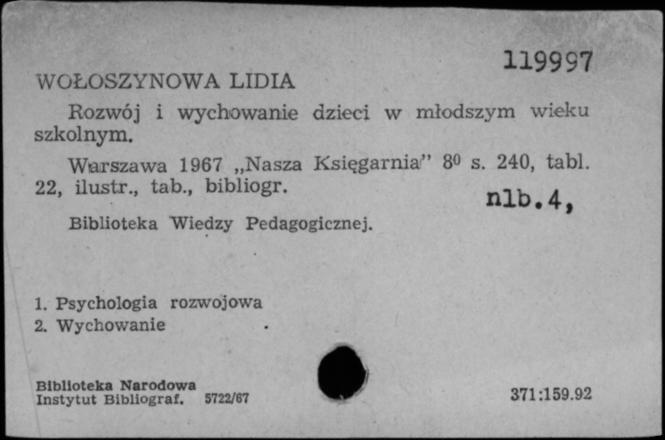 119997
WOŁOSZYNOWA LIDIA
Rozwój i wychowanie dzieci w młodszym wieku
szkolnym.
Warszawa 1967 „Nasza Księgarnia” 8⁰ s. 240, tabl.
22, ilustr., tab., bibliogr.
nlb.4,
Biblioteka Wiedzy Pedagogicznej.
1. Psychologia rozwojowa
2. Wychowanie
Biblioteka Narodowa
Instytut Bibliograf. 5722/67
371:159.92